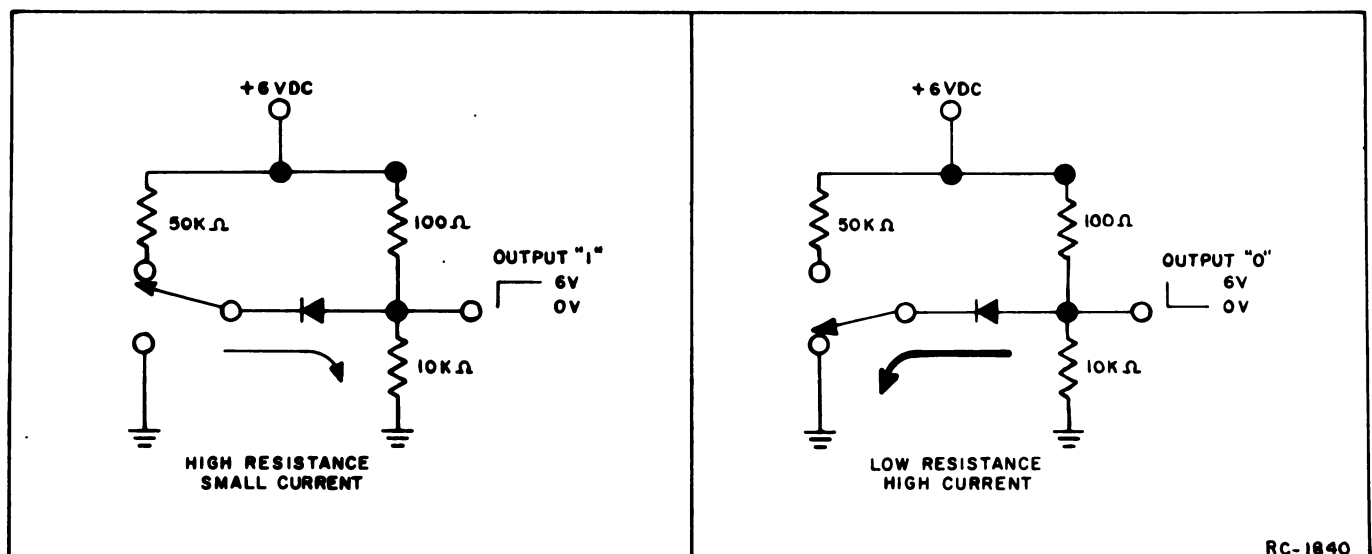 +6VDC
50KΩ
100Ω
OUTPUT "1"
6V
0V
10KΩ
HIGH RESISTANCE
SMALL CURRENT
+6VDC
50KΩ
100Ω
OUTPUT "0"
6V
0V
10KΩ
LOW RESISTANCE
HIGH CURRENT
RC-1840